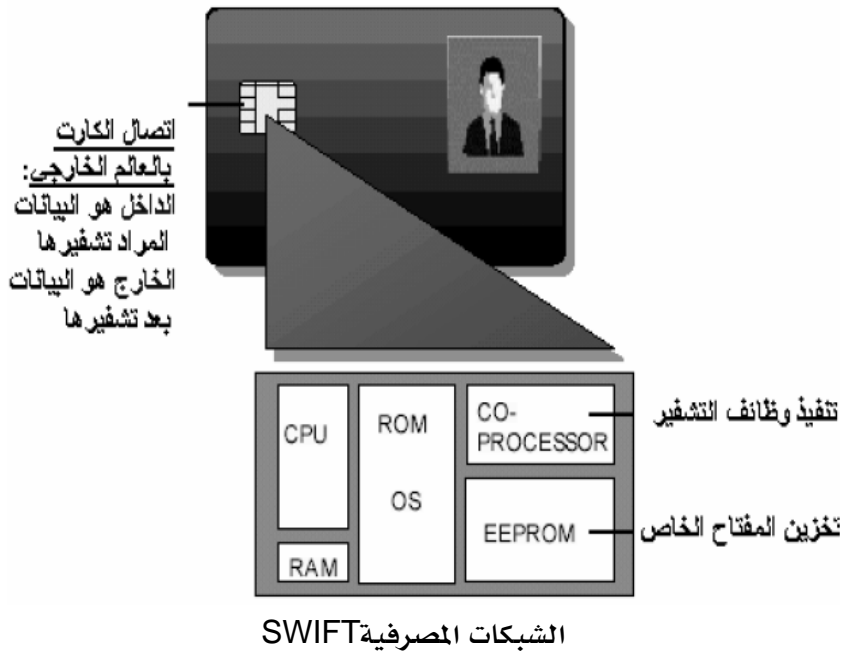 اتصال الكارت
بالعالم الخارجي:
الداخل هو البيانات
المراد تشفيرها
الخارج هو البيانات
بعد تشفيرها
CPU
RAM
ROM
OS
CO-
PROCESSOR
EEPROM
تنفيذ وظائف التشفير
تخزين المفتاح الخاص
الشبكات المصرفيةSWIFT